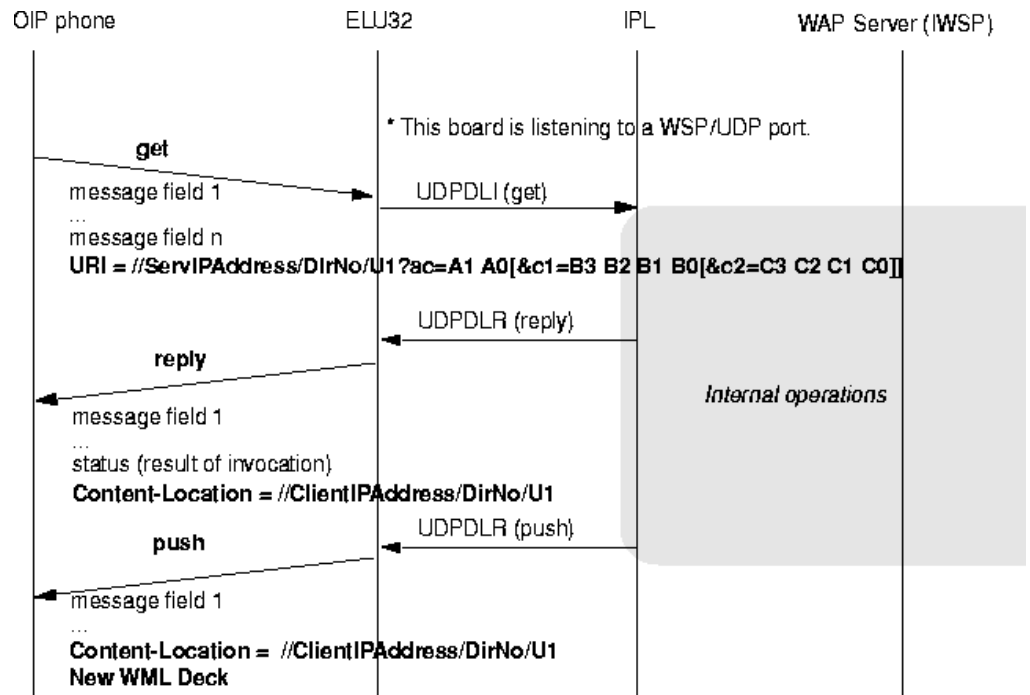 OIP phone ELU32 IPL WAP Server (IWSP)
* This board is listening to a WSP/UDP port.
get
message field 1
UDPDLI (get)
...
message field n
URI = //ServIPAddress/DirNo/U1?ac=A1 A0[&c1=B3 B2 B1 B0[&c2=C3 C2 C1 C0]]
UDPDLR (reply)
reply
Internal operations
message field 1
...
status (result of invocation)
Content-Location = //ClientIPAddress/DirNo/U1
UDPDLR (push)
push
message field 1
...
Content-Location = //ClientIPAddress/DirNo/U1
New WML Deck